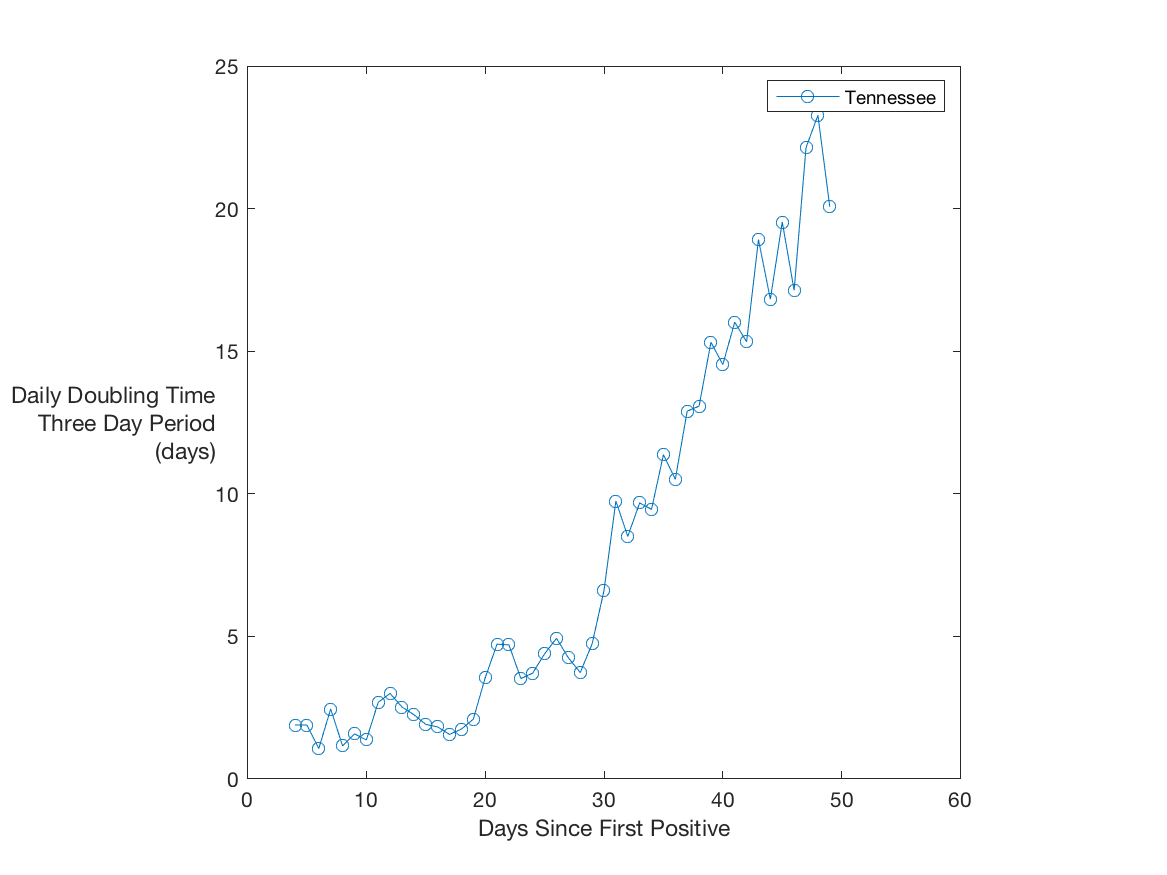 25
Tennessee
20
15
Daily Doubling Time
Three Day Period
(days)
10
5
0
0 10 20 30 40 50 60
Days Since First Positive